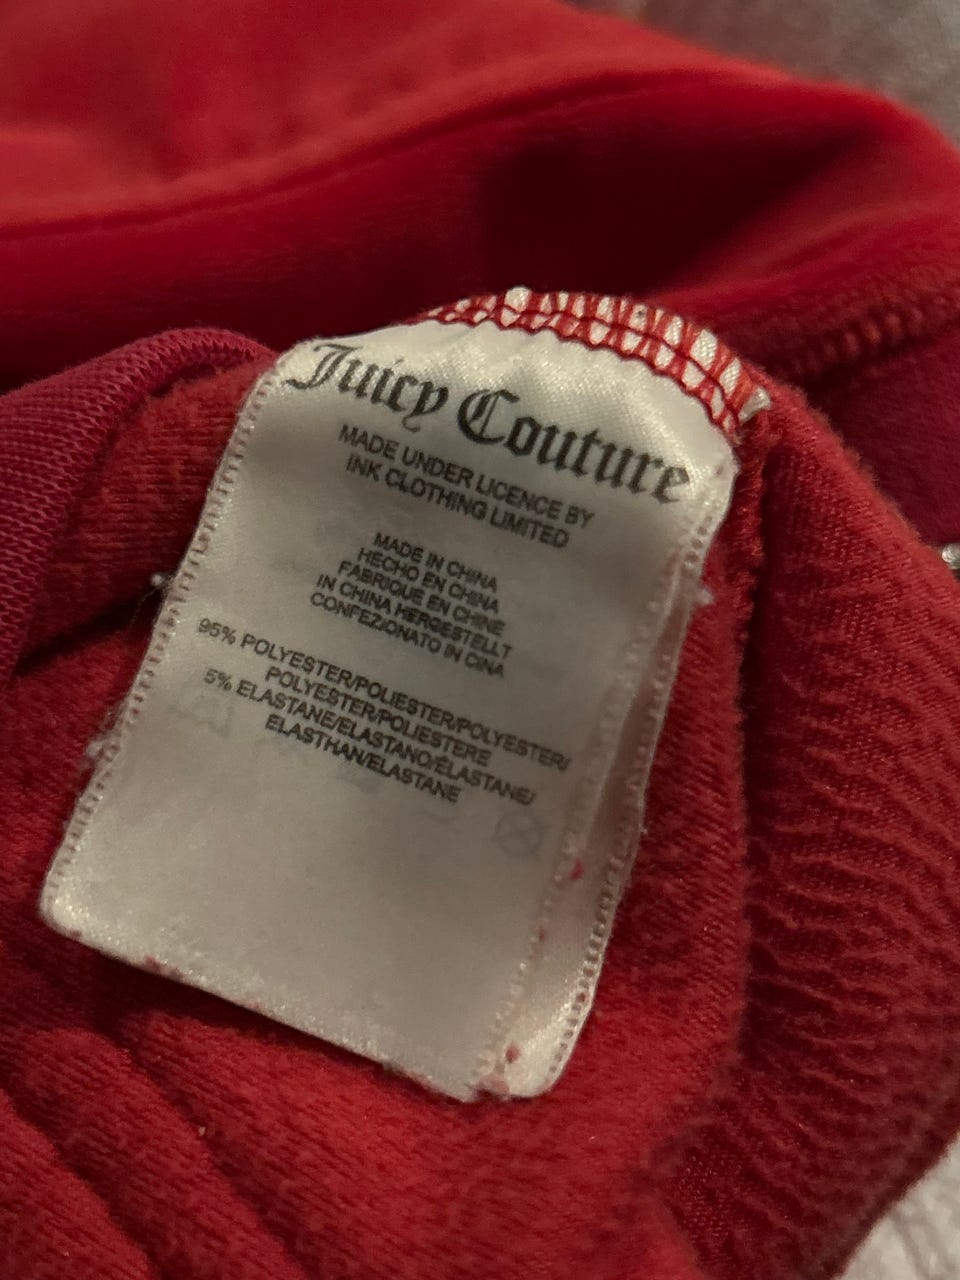 Juicy Couture
MADE UNDER LICENCE BY
INK CLOTHING LIMITED
MADE IN CHINA
HECHO EN CHINA
FABRIQUE EN CHINE
IN CHINA HERGESTELLT
CONFEZIONATO IN CINA
95% POLYESTER/POLIESTER/POLYESTER/
POLYESTER/POLIESTERE
5% ELASTANE/ELASTANO/ÉLASTANE/
ELASTHAN/ELASTANE